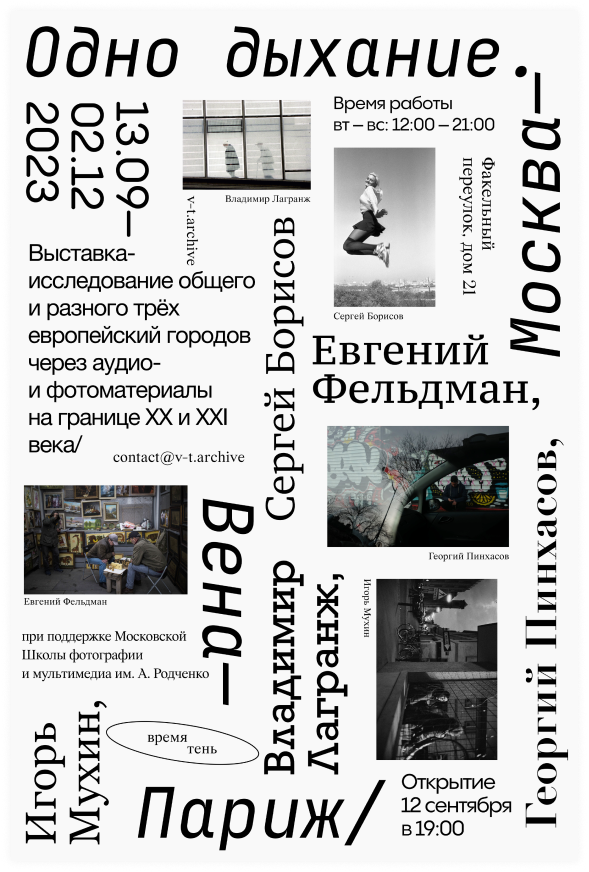 Одно дыхание.
Москва—
13.09—
02.12
2023
Владимир Лагранж
v-t.archive
Время работы
вт – вс: 12:00 – 21:00
Факельный
переулок, дом 21
Сергей Борисов
Выставка-
исследование общего
и разного трёх
европейский городов
через аудио-
и фотоматериалы
на границе XX и XXI
века/
contact@v-t.archive
Сергей Борисов
Евгений
Фельдман,
Георгий Пинхасов
Евгений Фельдман
Вена—
при поддержке Московской
Школы фотографии
и мультимедиа им. А. Родченко
Владимир
Лагранж,
Игорь Мухин
Георгий Пинхасов,
Игорь
Мухин,
время
тень
Париж/
Открытие
12 сентября
в 19:00